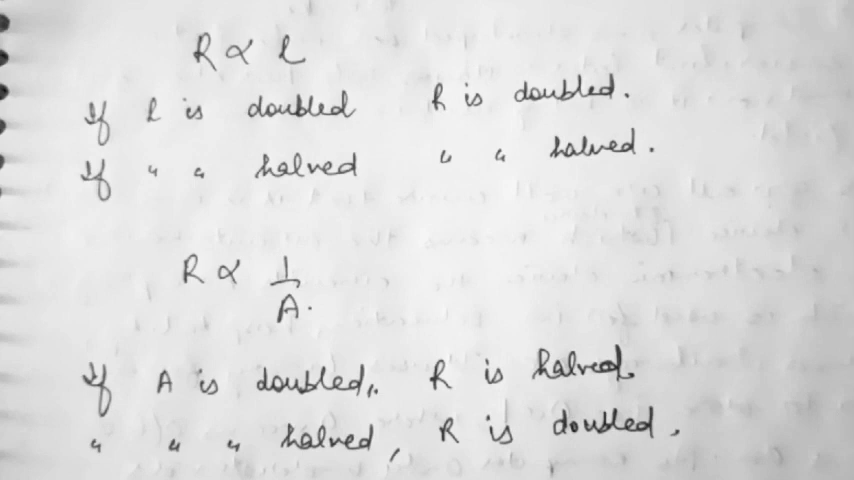 R ∝ l
If l is doubled R is doubled.
If " " halved " " halved.
R ∝ 1/A.
If A is doubled, R is halved.
" " " halved, R is doubled.